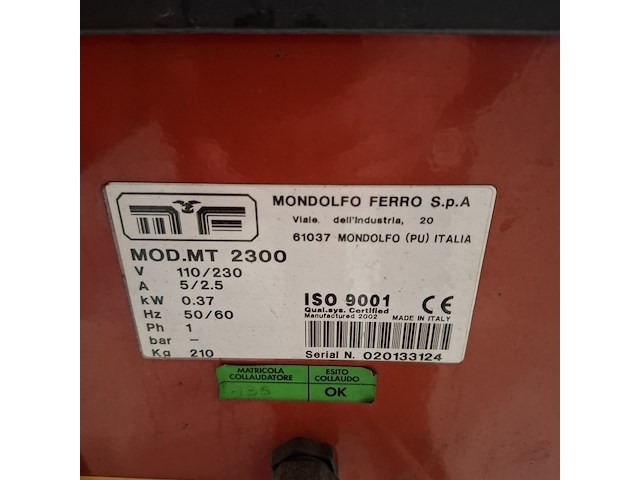 MONDOLFO FERRO S.p.A
Viale. dell'Industria, 20
61037 MONDOLFO (PU) ITALIA
MOD.MT 2300
V 110/230
A 5/2.5
kW 0.37
Hz 50/60
Ph 1
bar –
Kg 210
ISO 9001
Qual.sys. Certified
Manufactured 2002 MADE IN ITALY
CE
Serial N. 020133124
MATRICOLA COLLAUDATORE
135
ESITO COLLAUDO
OK